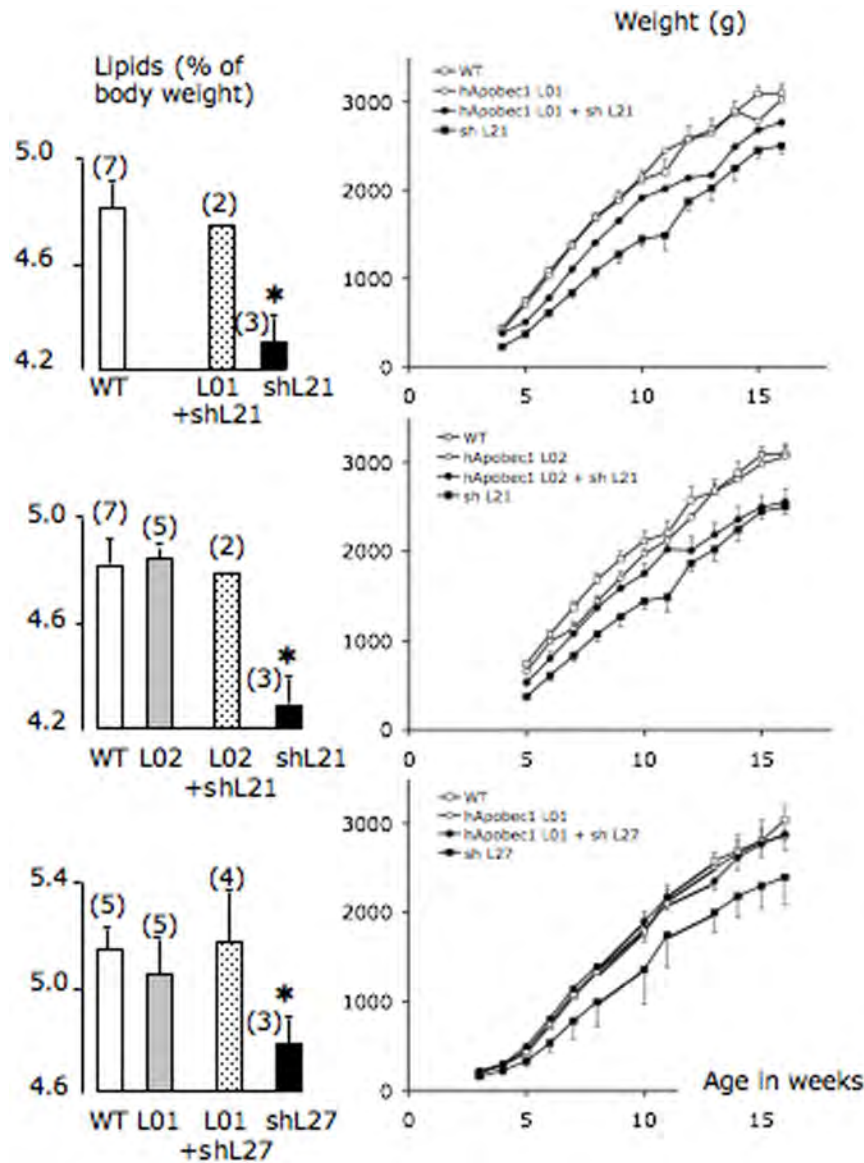 Weight (g)
Lipids (% of
body weight)
WT
hApobec1 L01
hApobec1 L01 + sh L21
sh L21
5.0
4.6
4.2
(7)
(2)
(3)
*
WT
L01
+shL21
shL21
3000
2000
1000
0
0
5
10
15
WT
hApobec1 L02
hApobec1 L02 + sh L21
sh L21
5.0
4.6
4.2
(7)
(5)
(2)
(3)
*
WT
L02
L02
+shL21
shL21
3000
2000
1000
0
0
5
10
15
WT
hApobec1 L01
hApobec1 L01 + sh L27
sh L27
5.4
5.0
4.6
(5)
(5)
(4)
(3)
*
WT
L01
L01
+shL27
shL27
3000
2000
1000
0
0
5
10
15
Age in weeks